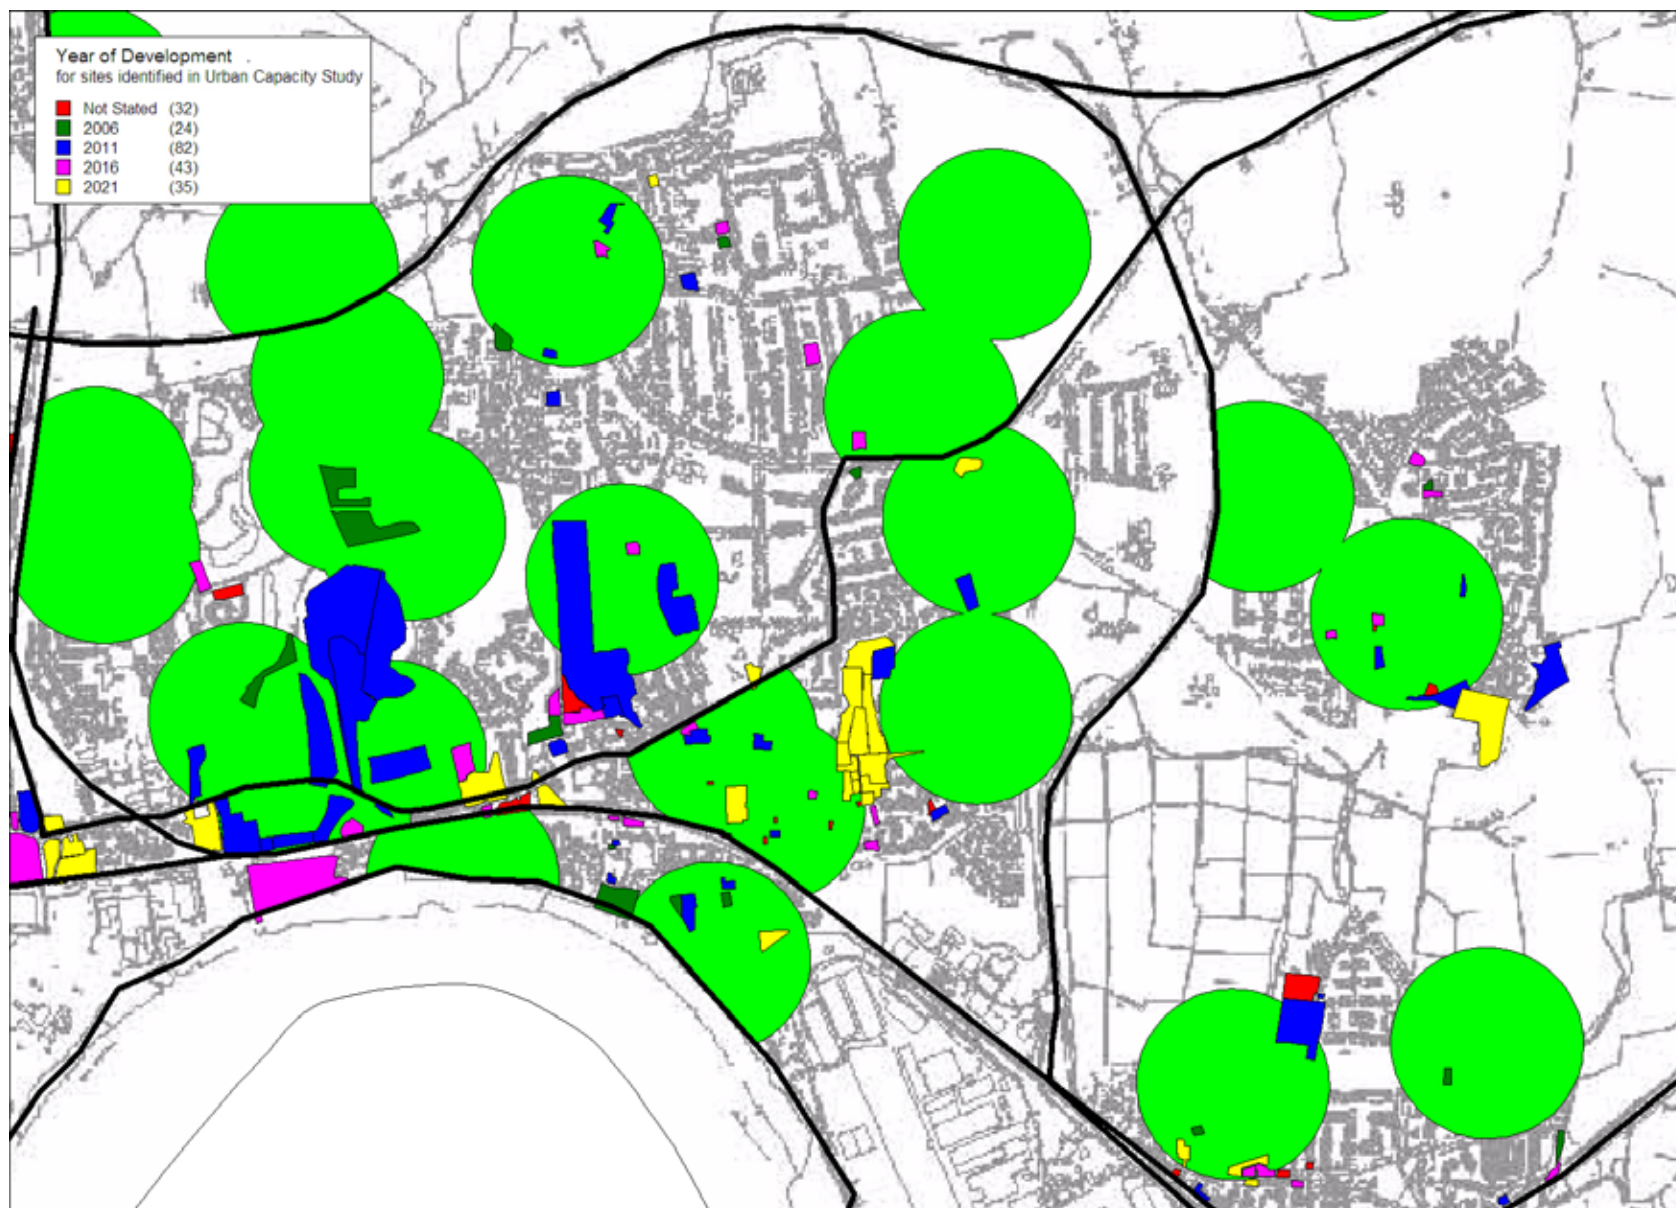 Year of Development .
for sites identified in Urban Capacity Study
Not Stated (32)
2006 (24)
2011 (82)
2016 (43)
2021 (35)